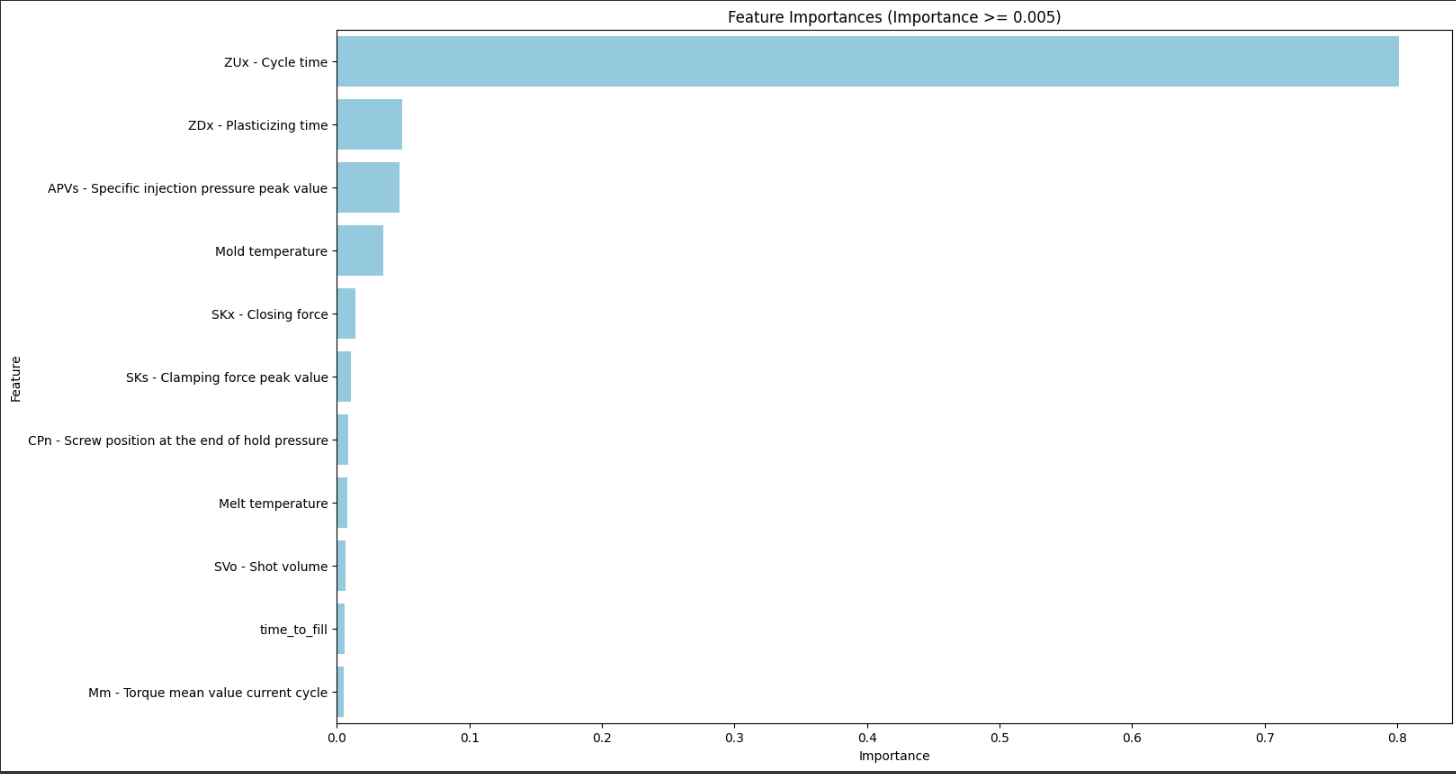 Feature Importances (Importance >= 0.005)
ZUx - Cycle time
ZDx - Plasticizing time
APVs - Specific injection pressure peak value
Mold temperature
SKx - Closing force
SKs - Clamping force peak value
CPn - Screw position at the end of hold pressure
Melt temperature
SVo - Shot volume
time_to_fill
Mm - Torque mean value current cycle
Feature
0.0 0.1 0.2 0.3 0.4 0.5 0.6 0.7 0.8
Importance